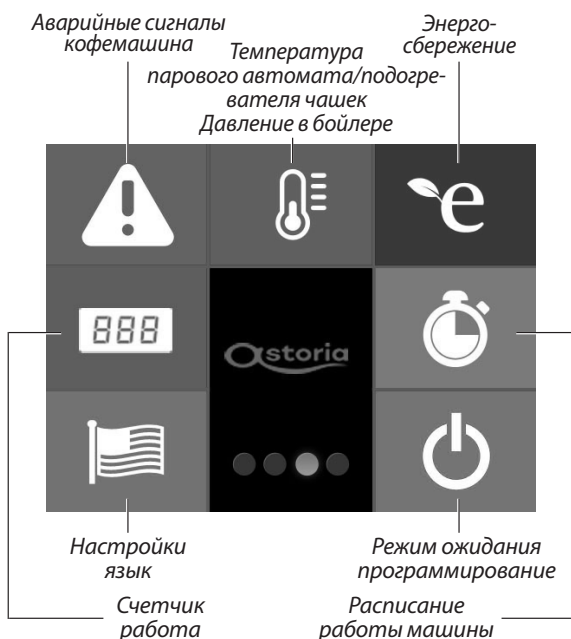 Аварийные сигналы
кофемашина
Температура
парового автомата/подогре-
вателя чашек
Давление в бойлере
Энерго-
сбережение
e
888
astoria
Настройки
язык
Режим ожидания
программирование
Счетчик
работа
Расписание
работы машины